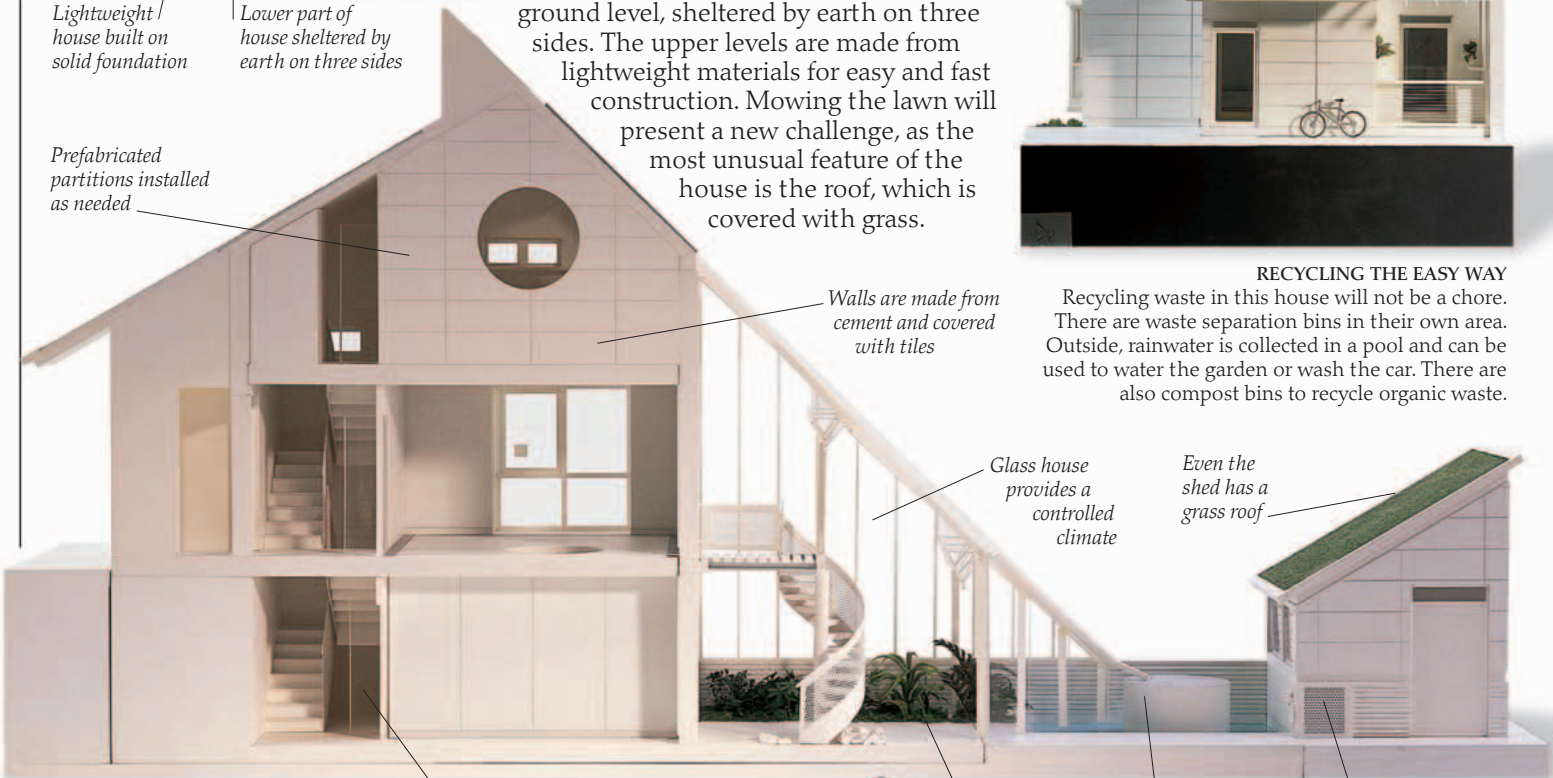 Lightweight
house built on
solid foundation
Lower part of
house sheltered by
earth on three sides
ground level, sheltered by earth on three
sides. The upper levels are made from
lightweight materials for easy and fast
construction. Mowing the lawn will
present a new challenge, as the
most unusual feature of the
house is the roof, which is
covered with grass.
Prefabricated
partitions installed
as needed
Walls are made from
cement and covered
with tiles
RECYCLING THE EASY WAY
Recycling waste in this house will not be a chore.
There are waste separation bins in their own area.
Outside, rainwater is collected in a pool and can be
used to water the garden or wash the car. There are
also compost bins to recycle organic waste.
Glass house
provides a
controlled
climate
Even the
shed has a
grass roof